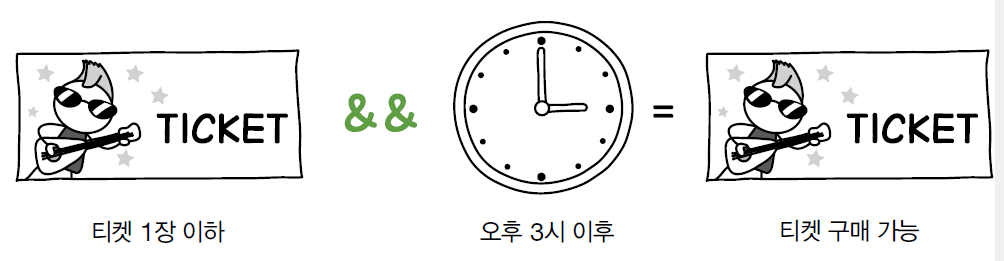 TICKET && = TICKET
티켓 1장 이하 오후 3시 이후 티켓 구매 가능